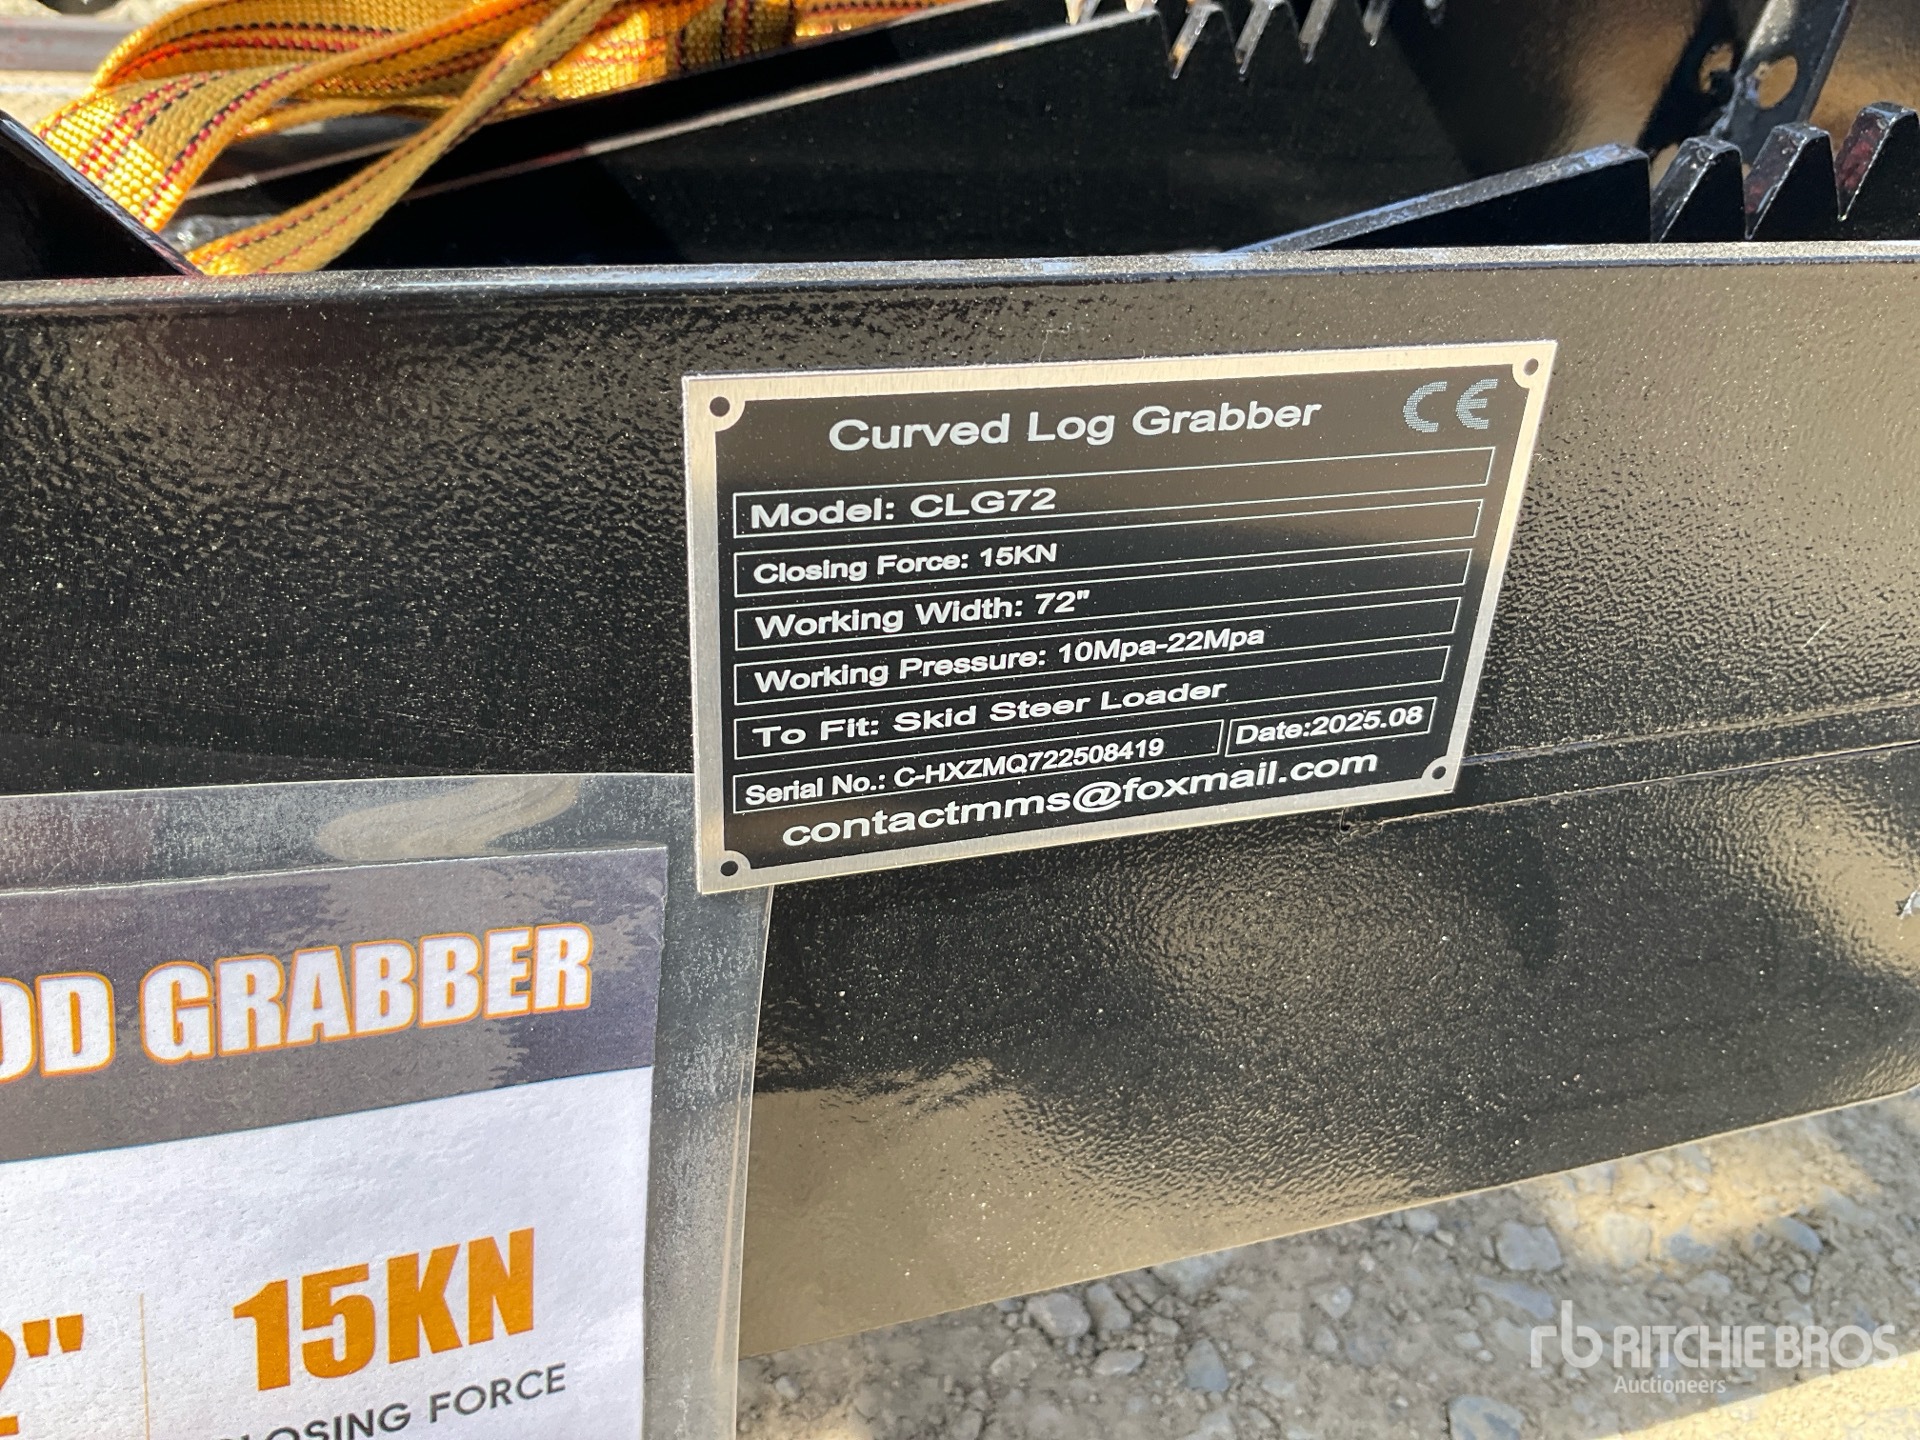 Curved Log Grabber CE
Model: CLG72
Closing Force: 15KN
Working Width: 72"
Working Pressure: 10Mpa-22Mpa
To Fit: Skid Steer Loader
Serial No.: C-HXZMQ722508419 Date:2025.08
contactmms@foxmail.com
GRABBER
15KN
FORCE
rb RITCHIE BROS
Auctioneers